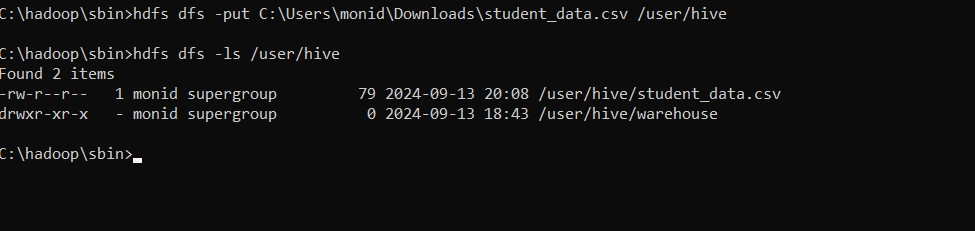 C:\hadoop\sbin>hdfs dfs -put C:\Users\monid\Downloads\student_data.csv /user/hive
C:\hadoop\sbin>hdfs dfs -ls /user/hive
Found 2 items
-rw-r--r--   1 monid supergroup         79 2024-09-13 20:08 /user/hive/student_data.csv
drwxr-xr-x   - monid supergroup          0 2024-09-13 18:43 /user/hive/warehouse
C:\hadoop\sbin>